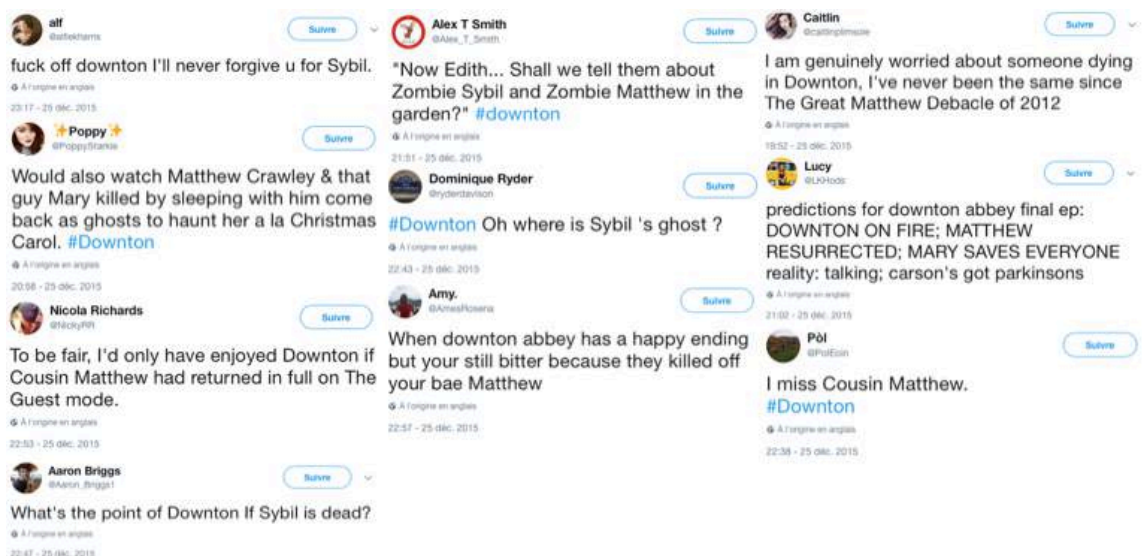 alf
@alfiekharris
Suivre
fuck off downton I'll never forgive u for Sybil.
À l'origine en anglais
23:17 - 25 déc. 2015
✨Poppy✨
@PoppyStarkie
Suivre
Would also watch Matthew Crawley & that
guy Mary killed by sleeping with him come
back as ghosts to haunt her a la Christmas
Carol. #Downton
À l'origine en anglais
20:58 - 25 déc. 2015
Nicola Richards
@NickyRR
Suivre
To be fair, I'd only have enjoyed Downton if
Cousin Matthew had returned in full on The
Guest mode.
À l'origine en anglais
22:53 - 25 déc. 2015
Aaron Briggs
@Aaron_Briggs1
Suivre
What's the point of Downton If Sybil is dead?
À l'origine en anglais
22:47 - 25 déc. 2015
Alex T Smith
@Alex_T_Smith
Suivre
"Now Edith... Shall we tell them about
Zombie Sybil and Zombie Matthew in the
garden?" #downton
À l'origine en anglais
21:51 - 25 déc. 2015
Dominique Ryder
@ryderdavison
Suivre
#Downton Oh where is Sybil 's ghost ?
À l'origine en anglais
22:43 - 25 déc. 2015
Amy.
@AmesRosena
Suivre
When downton abbey has a happy ending
but your still bitter because they killed off
your bae Matthew
À l'origine en anglais
22:57 - 25 déc. 2015
Caitlin
@caitlinplimsole
Suivre
I am genuinely worried about someone dying
in Downton, I've never been the same since
The Great Matthew Debacle of 2012
À l'origine en anglais
19:52 - 25 déc. 2015
Lucy
@LKHods
Suivre
predictions for downton abbey final ep:
DOWNTON ON FIRE; MATTHEW
RESURRECTED; MARY SAVES EVERYONE
reality: talking; carson's got parkinsons
À l'origine en anglais
21:02 - 25 déc. 2015
Pòl
@PolEoin
Suivre
I miss Cousin Matthew.
#Downton
À l'origine en anglais
22:38 - 25 déc. 2015